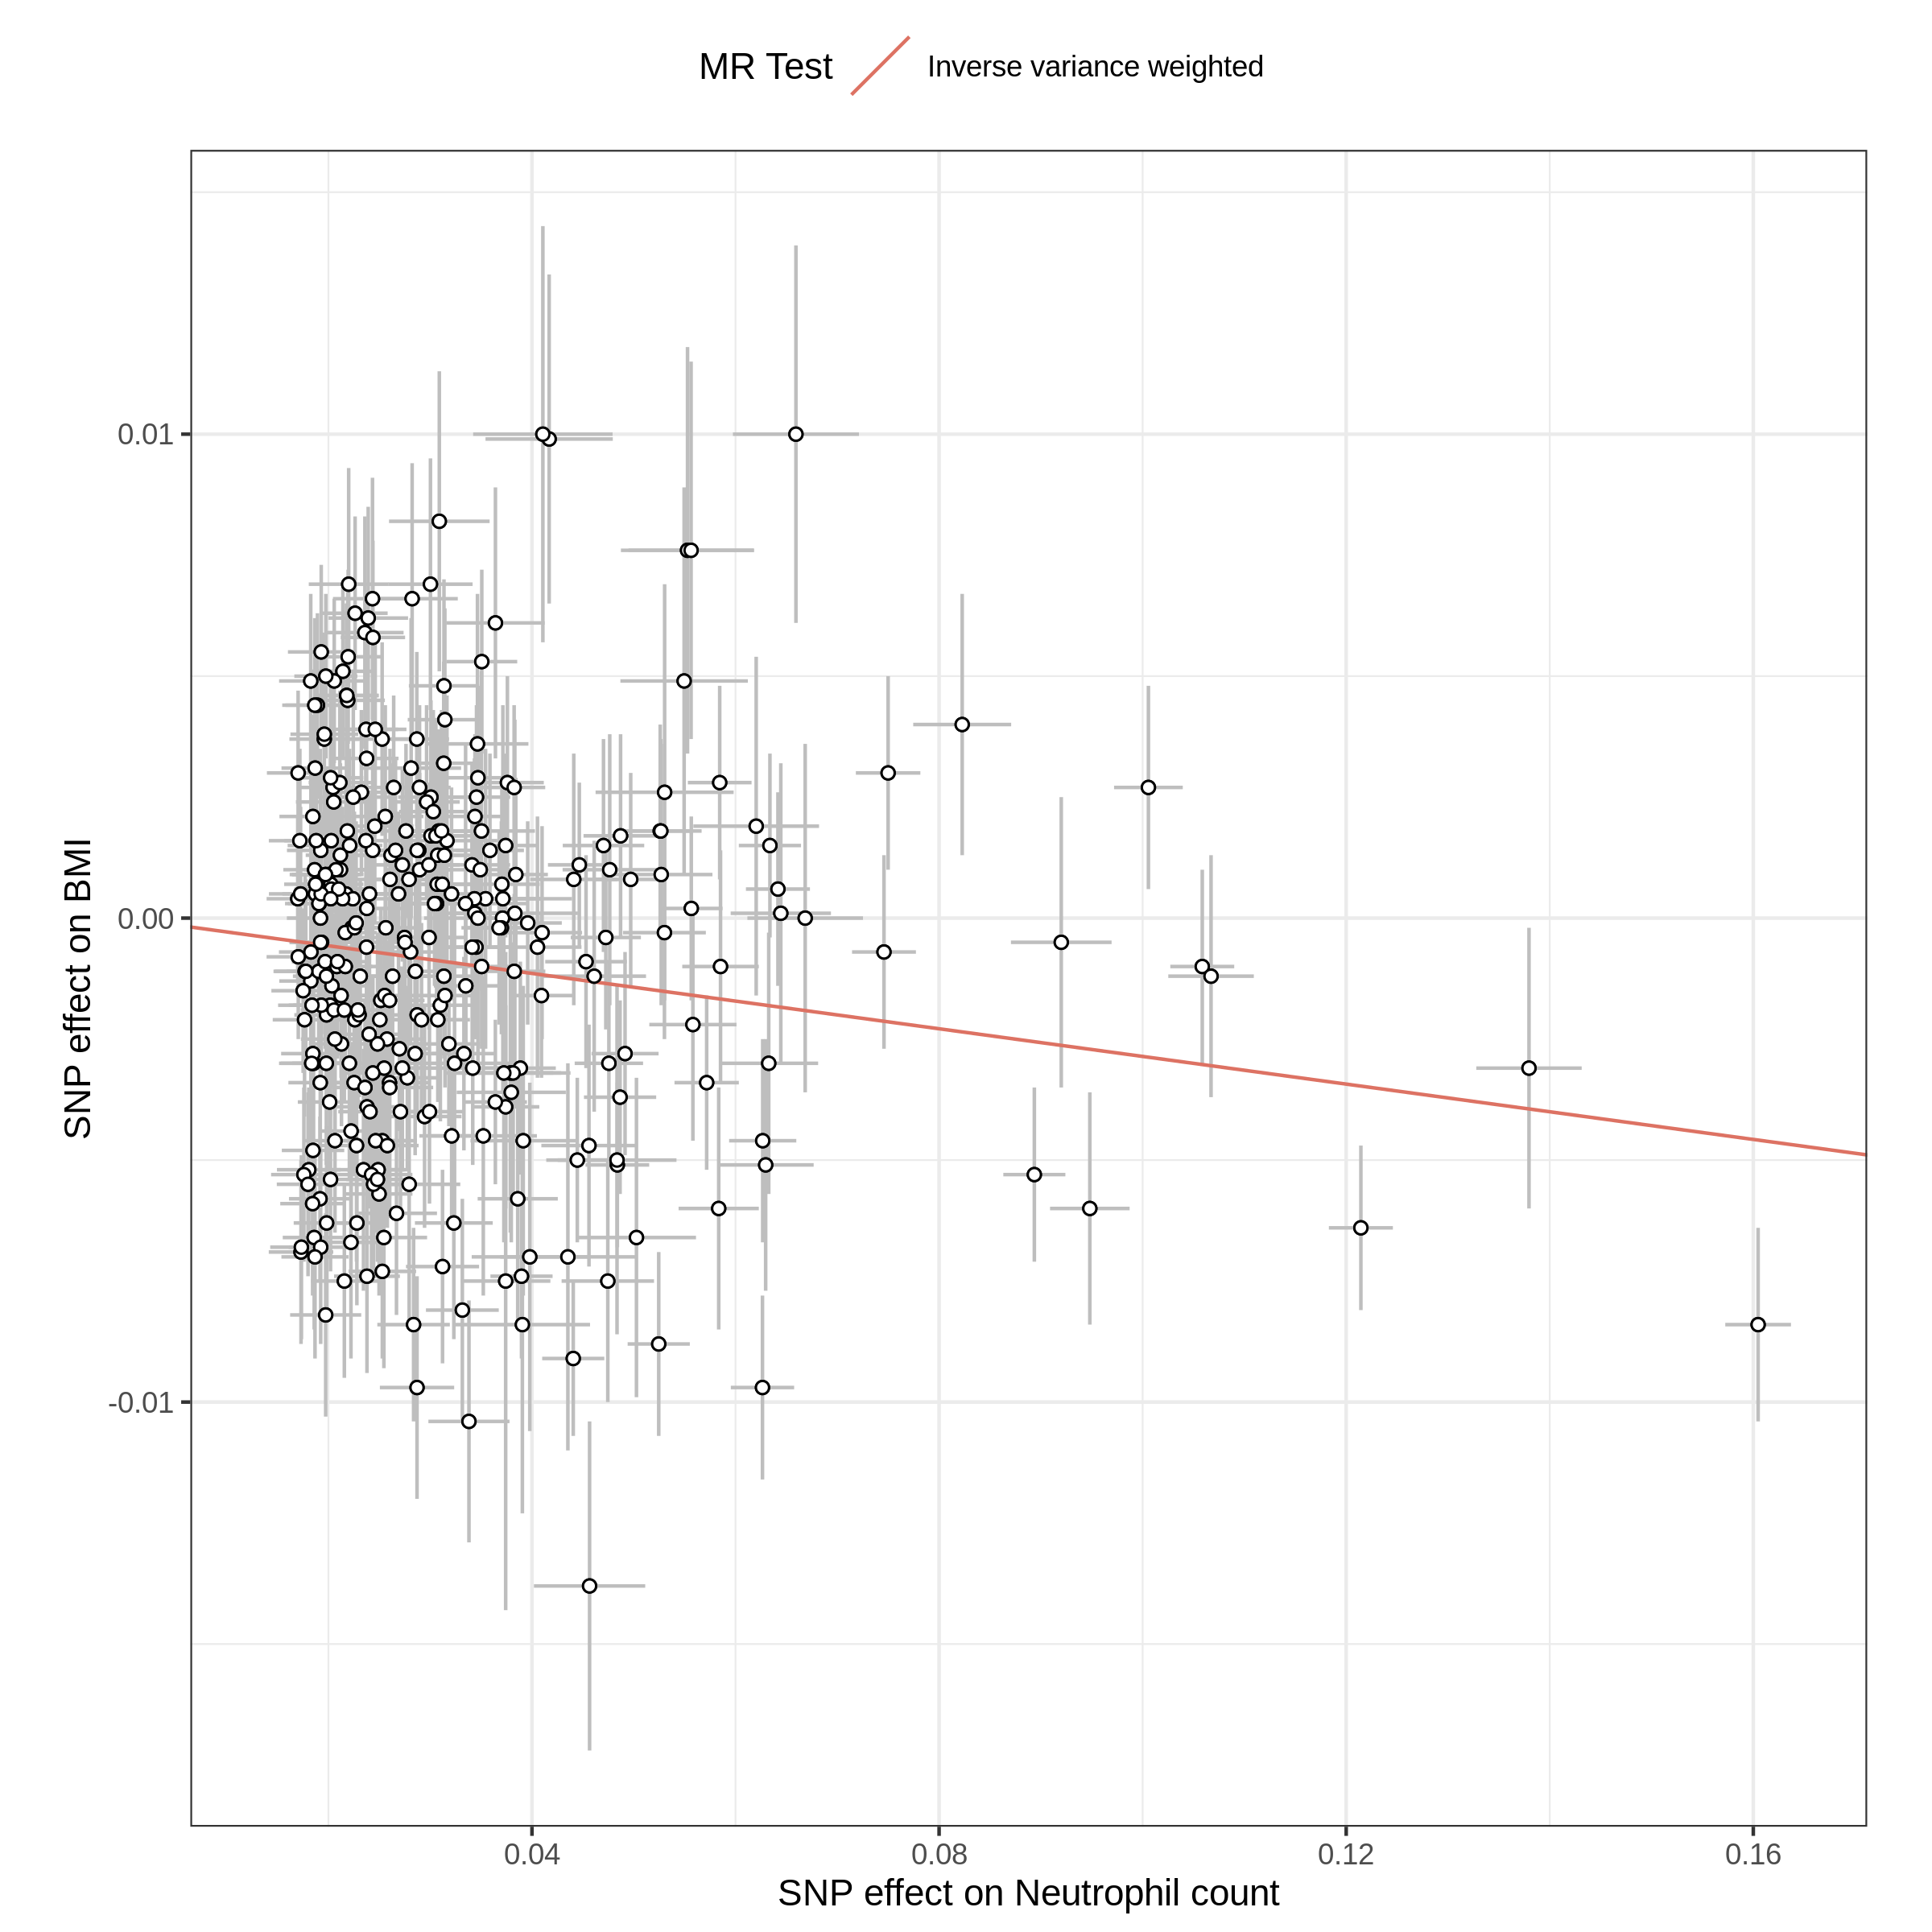 MR Test Inverse variance weighted
0.01
0.00
-0.01
SNP effect on BMI
0.04 0.08 0.12 0.16
SNP effect on Neutrophil count